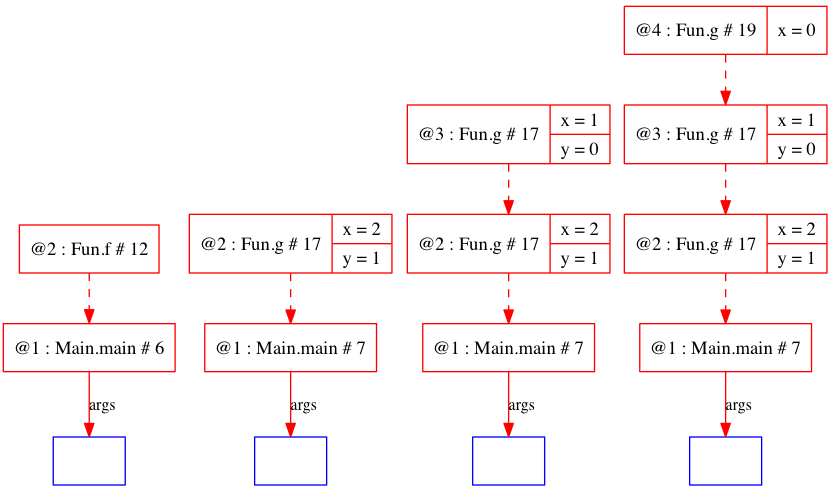 @4 : Fun.g # 19 x = 0
@3 : Fun.g # 17 x = 1
y = 0
@3 : Fun.g # 17 x = 1
y = 0
@2 : Fun.f # 12
@2 : Fun.g # 17 x = 2
y = 1
@2 : Fun.g # 17 x = 2
y = 1
@2 : Fun.g # 17 x = 2
y = 1
@1 : Main.main # 6
@1 : Main.main # 7
@1 : Main.main # 7
@1 : Main.main # 7
args
args
args
args